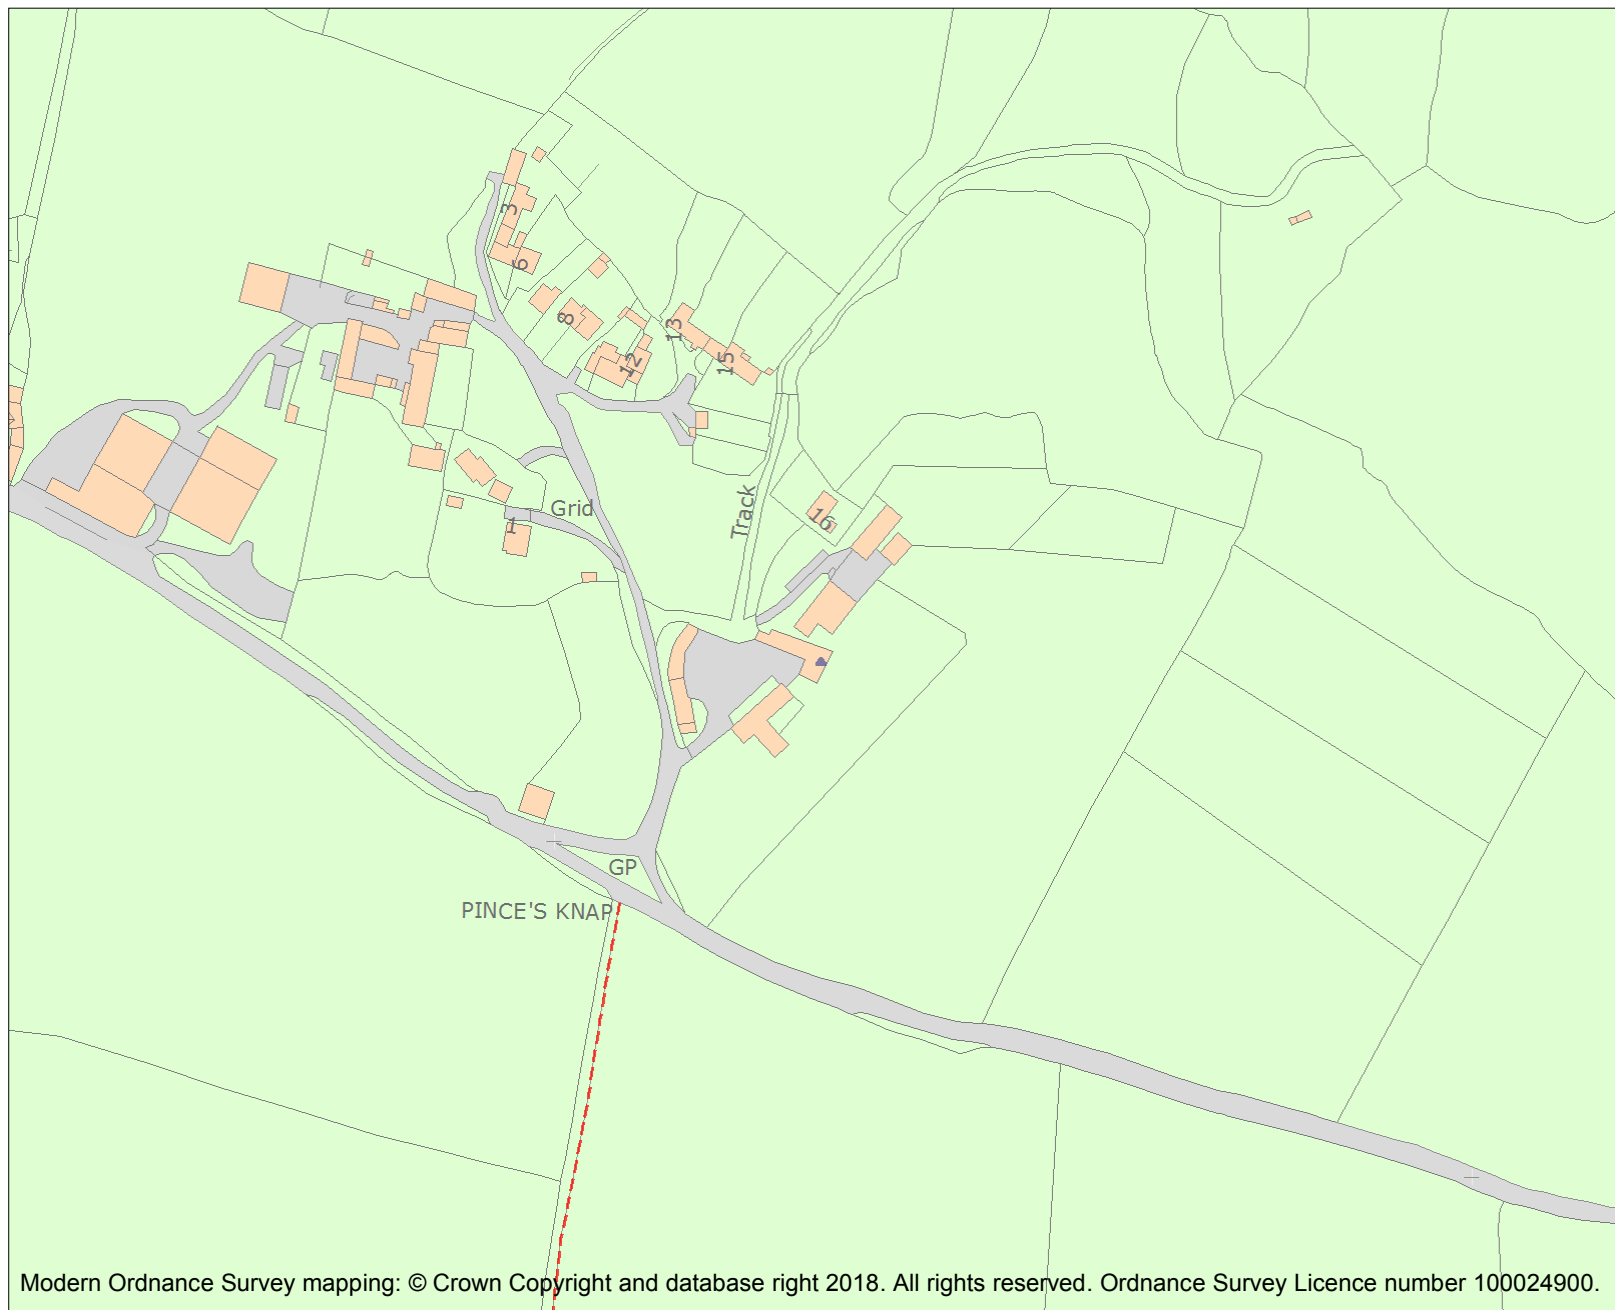 3
6
8
13
12
15
Track
Grid
1
16
GP
PINCE'S KNAP
Modern Ordnance Survey mapping: © Crown Copyright and database right 2018. All rights reserved. Ordnance Survey Licence number 100024900.